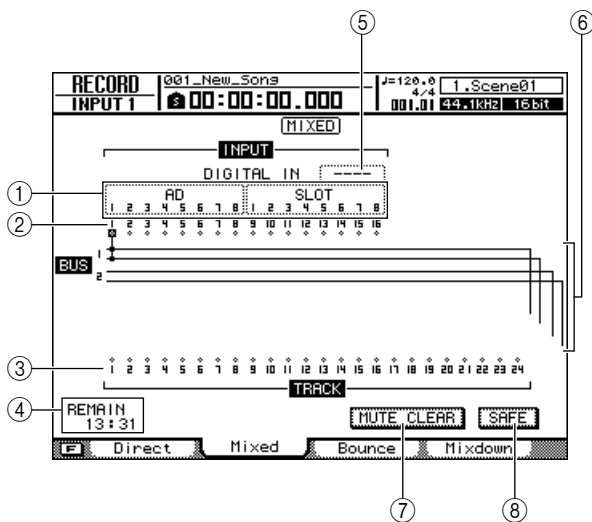 ⑤
⑥
RECORD 001_New_Song ♩=120.0 4/4 1.Scene01
INPUT 1 S 00:00:00.000 001.01 44.1kHz 16bit
MIXED
INPUT
DIGITAL IN ----
① AD SLOT
1 2 3 4 5 6 7 8 1 2 3 4 5 6 7 8
② 1 2 3 4 5 6 7 8 9 10 11 12 13 14 15 16
BUS 1
2
③ 1 2 3 4 5 6 7 8 9 10 11 12 13 14 15 16 17 18 19 20 21 22 23 24
TRACK
④ REMAIN
13:31
MUTE CLEAR SAFE
F Direct Mixed Bounce Mixdown
⑦ ⑧